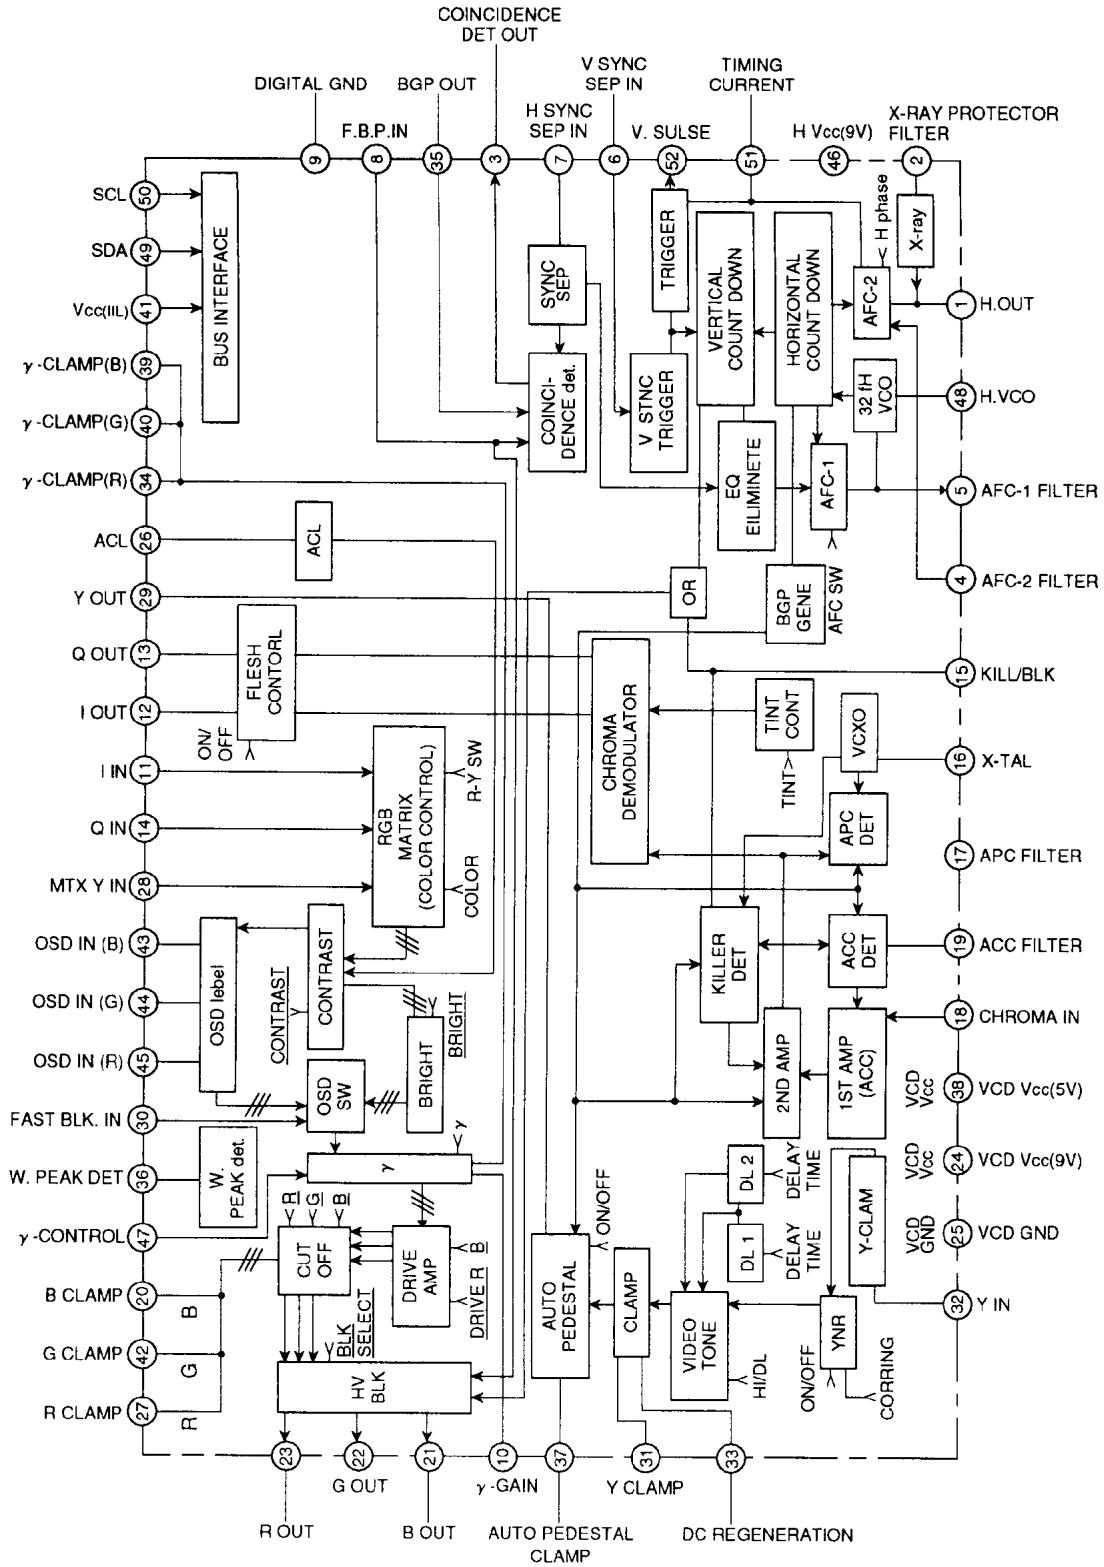 COINCIDENCE
DET OUT
DIGITAL GND
BGP OUT
V SYNC
SEP IN
TIMING
CURRENT
F.B.P.IN
H SYNC
SEP IN
V. SULSE
H Vcc(9V)
X-RAY PROTECTOR
FILTER
9
8
35
3
7
6
52
51
46
2
SCL
50
SDA
49
Vcc(IIL)
41
γ-CLAMP(B)
39
γ-CLAMP(G)
40
γ-CLAMP(R)
34
ACL
26
Y OUT
29
Q OUT
13
I OUT
12
I IN
11
Q IN
14
MTX Y IN
28
OSD IN (B)
43
OSD IN (G)
44
OSD IN (R)
45
FAST BLK. IN
30
W. PEAK DET
36
γ-CONTROL
47
B CLAMP
20
B
G CLAMP
42
G
R CLAMP
27
R
BUS INTERFACE
SYNC
SEP
COINCI-
DENCE det.
TRIGGER
V STNC
TRIGGER
VERTICAL
COUNT DOWN
HORIZONTAL
COUNT DOWN
AFC-2
H phase
X-ray
32 fH
VCO
EQ
EILIMINETE
AFC-1
AFC SW
BGP
GENE
OR
ACL
FLESH
CONTORL
ON/
OFF
RGB
MATRIX
(COLOR CONTROL)
R-Y SW
COLOR
CHROMA
DEMODULATOR
TINT
CONT
TINT
VCXO
APC
DET
KILLER
DET
ACC
DET
2ND AMP
1ST AMP
(ACC)
OSD lebel
CONTRAST
CONTRAST
BRIGHT
BRIGHT
OSD
SW
W.
PEAK det.
γ
γ
R
G
B
CUT
OFF
DRIVE
AMP
B
DRIVER R
BLK
SELECT
HV
BLK
AUTO
PEDESTAL
ON/OFF
CLAMP
VIDEO
TONE
HI/DL
DL 2
DELAY
TIME
DL 1
DELAY
TIME
Y-CLAM
YNR
ON/OFF
CORRING
VCD
Vcc
VCD
Vcc
VCD
GND
1
H.OUT
48
H.VCO
5
AFC-1 FILTER
4
AFC-2 FILTER
15
KILL/BLK
16
X-TAL
17
APC FILTER
19
ACC FILTER
18
CHROMA IN
38
VCD Vcc(5V)
24
VCD Vcc(9V)
25
VCD GND
32
Y IN
23
22
21
10
37
31
33
G OUT
γ-GAIN
Y CLAMP
R OUT
B OUT
AUTO PEDESTAL
CLAMP
DC REGENERATION